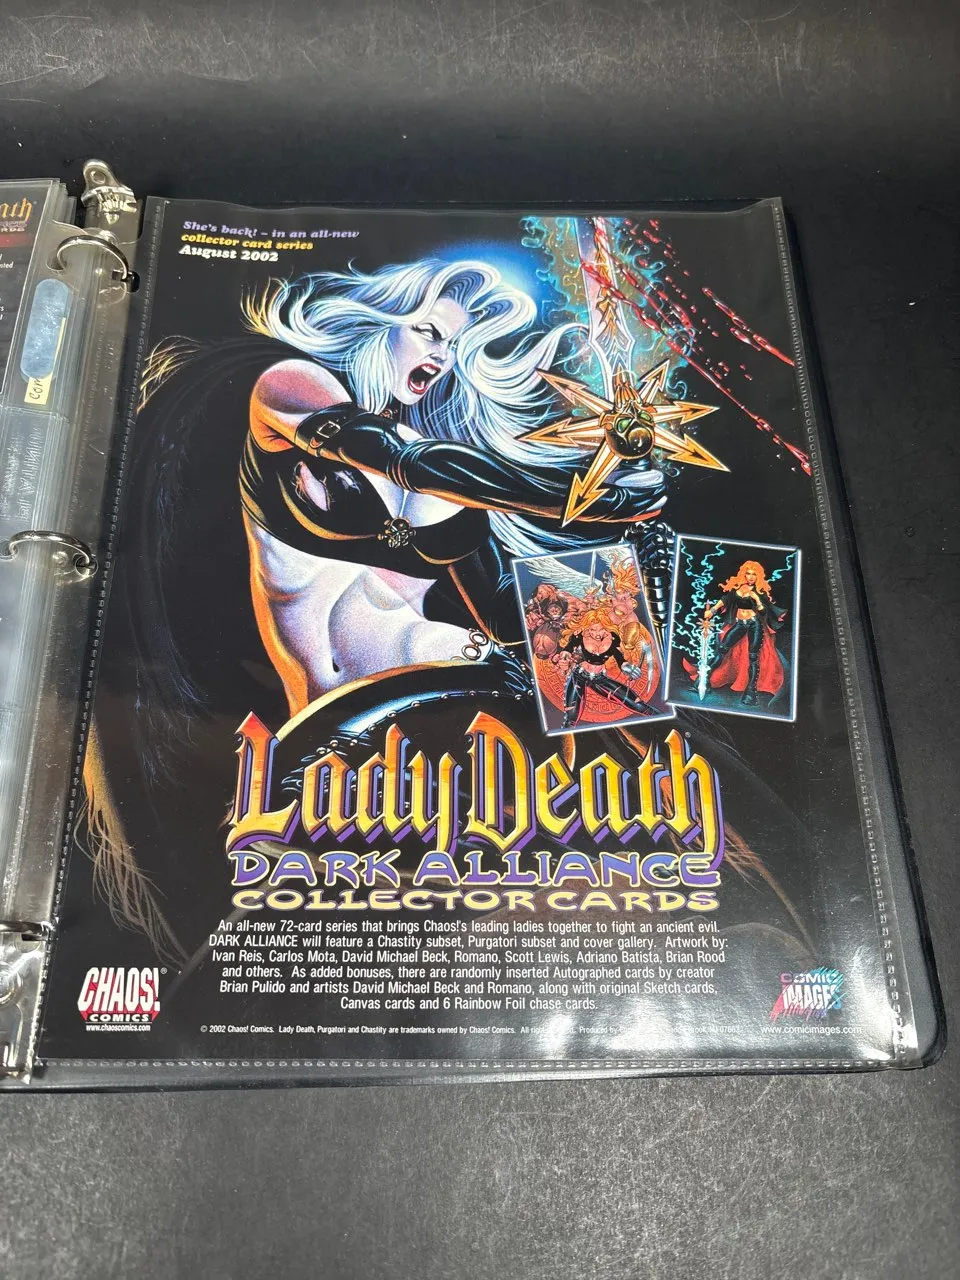 She's back! – in an all-new
collector card series
August 2002
Lady Death
DARK ALLIANCE
COLLECTOR CARDS
An all-new 72-card series that brings Chaos!'s leading ladies together to fight an ancient evil.
DARK ALLIANCE will feature a Chastity subset, Purgatori subset and cover gallery. Artwork by:
Ivan Reis, Carlos Mota, David Michael Beck, Romano, Scott Lewis, Adriano Batista, Brian Rood
and others. As added bonuses, there are randomly inserted Autographed cards by creator
Brian Pulido and artists David Michael Beck and Romano, along with original Sketch cards,
Canvas cards and 6 Rainbow Foil chase cards.
CHAOS!®
COMICS
www.chaoscomics.com
COMIC
IMAGES
© 2002 Chaos! Comics. Lady Death, Purgatori and Chastity are trademarks owned by Chaos! Comics. All Produced by
www.comicimages.com